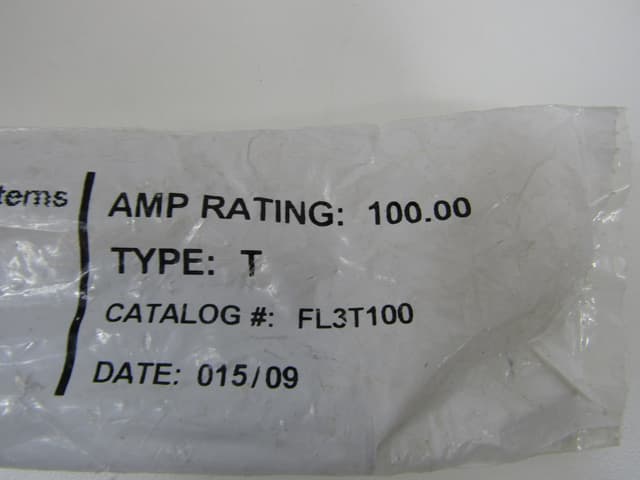 tems
AMP RATING: 100.00
TYPE: T
CATALOG #: FL3T100
DATE: 015/09